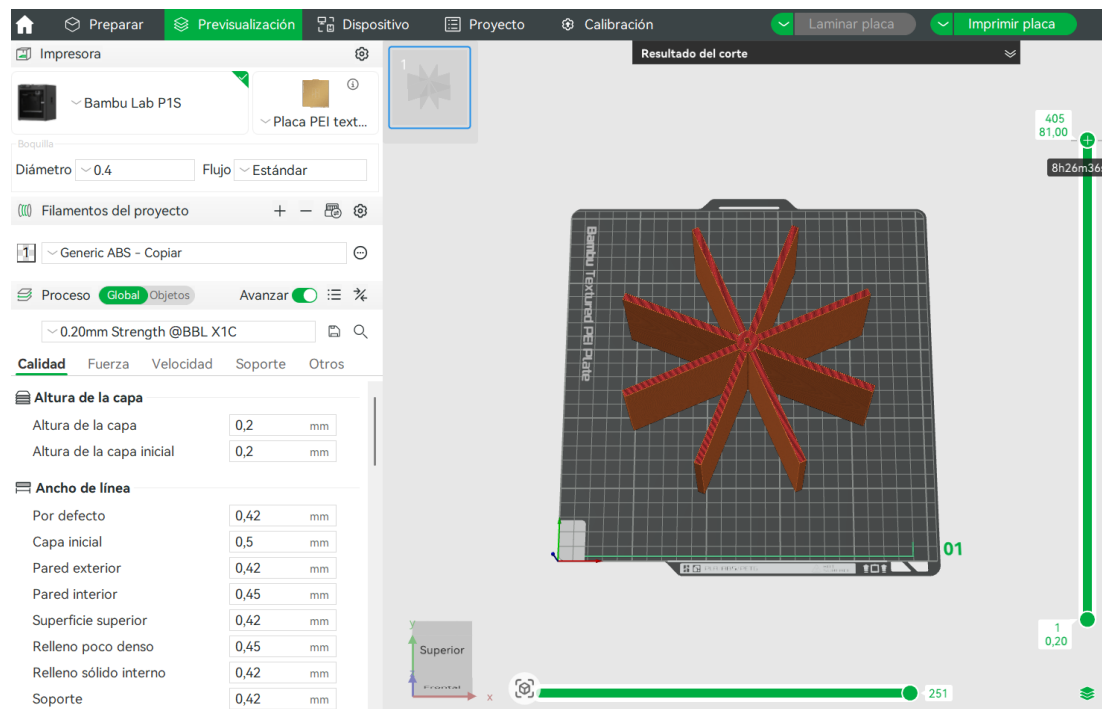 Preparar Previsualización Dispositivo Proyecto Calibración Laminar placa Imprimir placa
Impresora
Bambu Lab P1S
Placa PEI text...
Boquilla
Diámetro 0.4 Flujo Estándar
Filamentos del proyecto
1 Generic ABS - Copiar
Proceso Global Objetos Avanzar
0.20mm Strength @BBL X1C
Calidad Fuerza Velocidad Soporte Otros
Altura de la capa
Altura de la capa 0,2 mm
Altura de la capa inicial 0,2 mm
Ancho de línea
Por defecto 0,42 mm
Capa inicial 0,5 mm
Pared exterior 0,42 mm
Pared interior 0,45 mm
Superficie superior 0,42 mm
Relleno poco denso 0,45 mm
Relleno sólido interno 0,42 mm
Soporte 0,42 mm
1
Resultado del corte
Bambu Textured PEI Plate
01
405
81,00
8h26m36s
1
0,20
y
Superior
Frontal
x
251